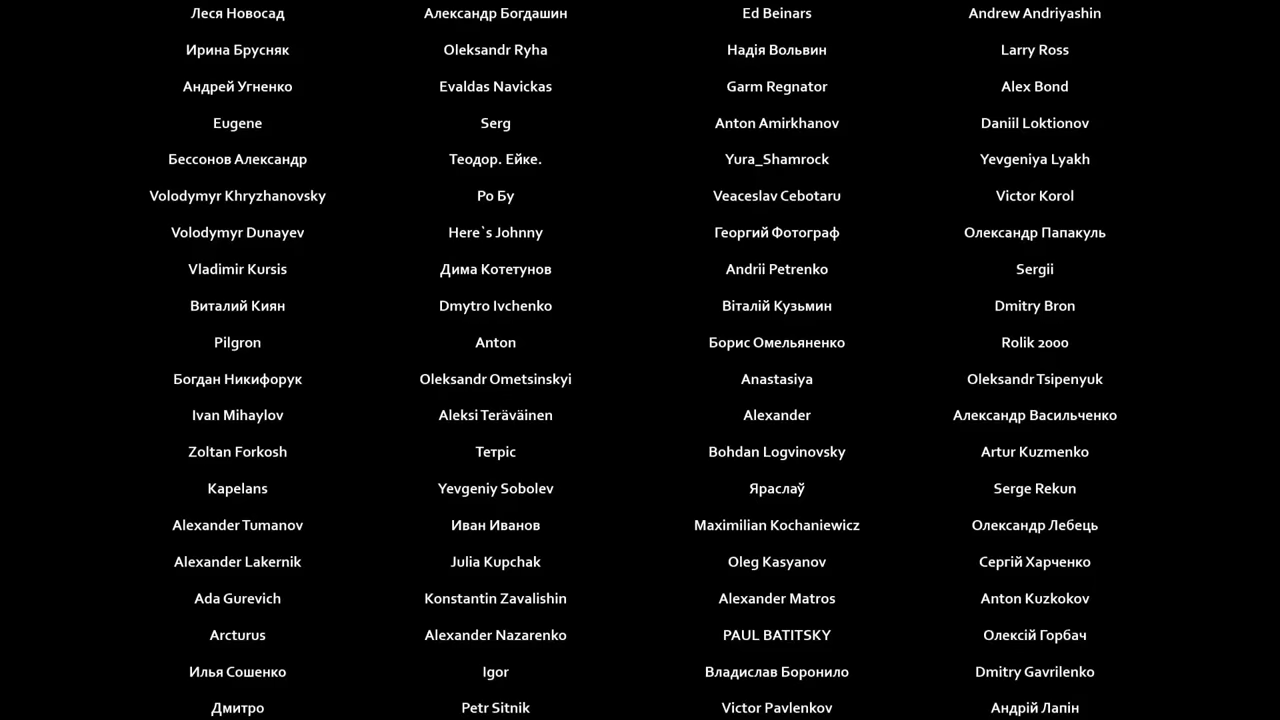 Леся Новосад Александр Богдашин Ed Beinars Andrew Andriyashin
Ирина Брусняк Oleksandr Ryha Надія Вольвин Larry Ross
Андрей Угненко Evaldas Navickas Garm Regnator Alex Bond
Eugene Serg Anton Amirkhanov Daniil Loktionov
Бессонов Александр Теодор. Ейке. Yura_Shamrock Yevgeniya Lyakh
Volodymyr Khryzhanovsky Ро Бу Veaceslav Cebotaru Victor Korol
Volodymyr Dunayev Here`s Johnny Георгий Фотограф Олександр Папакуль
Vladimir Kursis Дима Котетунов Andrii Petrenko Sergii
Виталий Киян Dmytro Ivchenko Віталій Кузьмин Dmitry Bron
Pilgron Anton Борис Омельяненко Rolik 2000
Богдан Никифорук Oleksandr Ometsinskyi Anastasiya Oleksandr Tsipenyuk
Ivan Mihaylov Aleksi Teräväinen Alexander Александр Васильченко
Zoltan Forkosh Тетріс Bohdan Logvinovsky Artur Kuzmenko
Kapelans Yevgeniy Sobolev Яраслаў Serge Rekun
Alexander Tumanov Иван Иванов Maximilian Kochaniewicz Олександр Лебець
Alexander Lakernik Julia Kupchak Oleg Kasyanov Сергій Харченко
Ada Gurevich Konstantin Zavalishin Alexander Matros Anton Kuzkokov
Arcturus Alexander Nazarenko PAUL BATITSKY Олексій Горбач
Илья Сошенко Igor Владислав Боронило Dmitry Gavrilenko
Дмитро Petr Sitnik Victor Pavlenkov Андрій Лапін